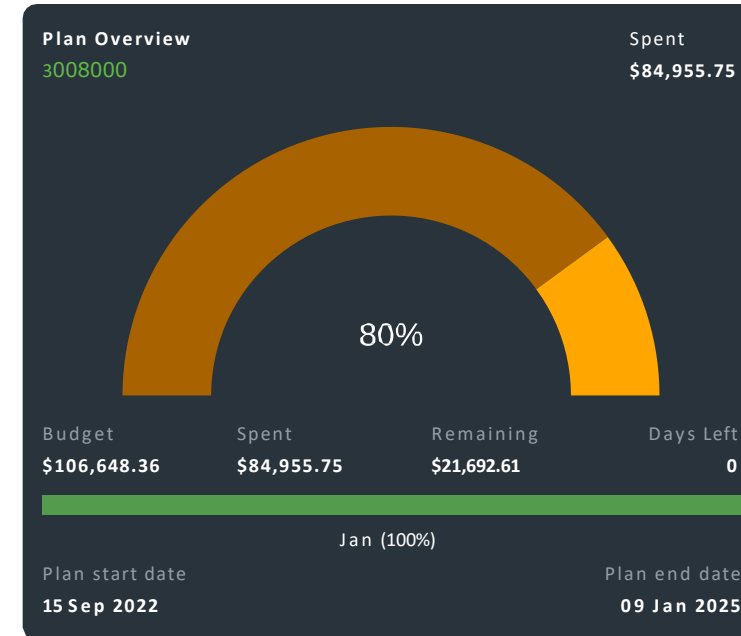 Plan Overview Spent
3008000 $84,955.75
80%
Budget Spent Remaining Days Left
$106,648.36 $84,955.75 $21,692.61 0
Jan (100%)
Plan start date Plan end date
15 Sep 2022 09 Jan 2025